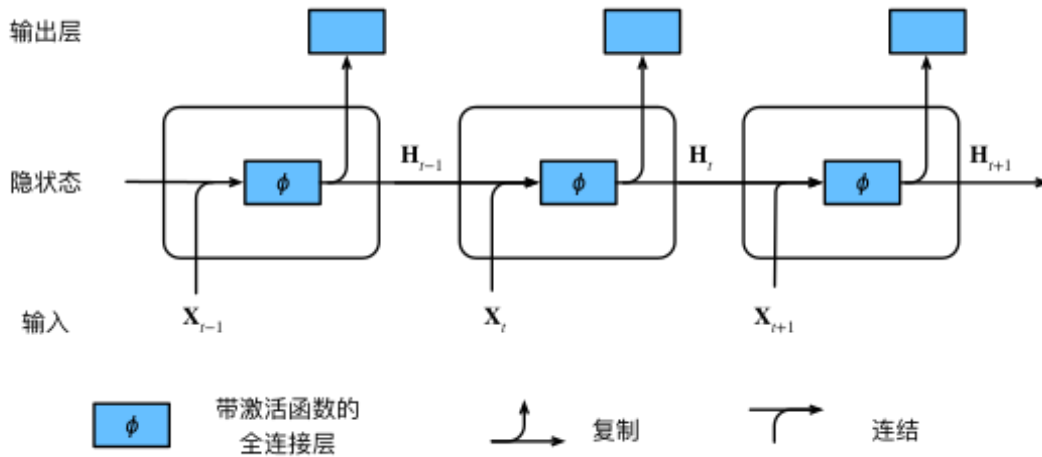 输出层
隐状态
ϕ
H_{t-1}
ϕ
H_t
ϕ
H_{t+1}
输入
X_{t-1}
X_t
X_{t+1}
ϕ
带激活函数的
全连接层
复制
连结